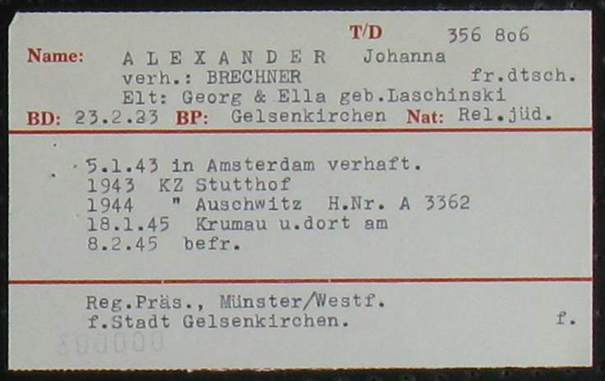 T/D 356 806
Name: ALEXANDER Johanna
verh.: BRECHNER fr.dtsch.
Elt: Georg & Ella geb.Laschinski
BD: 23.2.23 BP: Gelsenkirchen Nat: Rel.jüd.
5.1.43 in Amsterdam verhaft.
1943 KZ Stutthof
1944 " Auschwitz H.Nr. A 3362
18.1.45 Krumau u.dort am
8.2.45 befr.
Reg.Präs., Münster/Westf.
f.Stadt Gelsenkirchen. f.